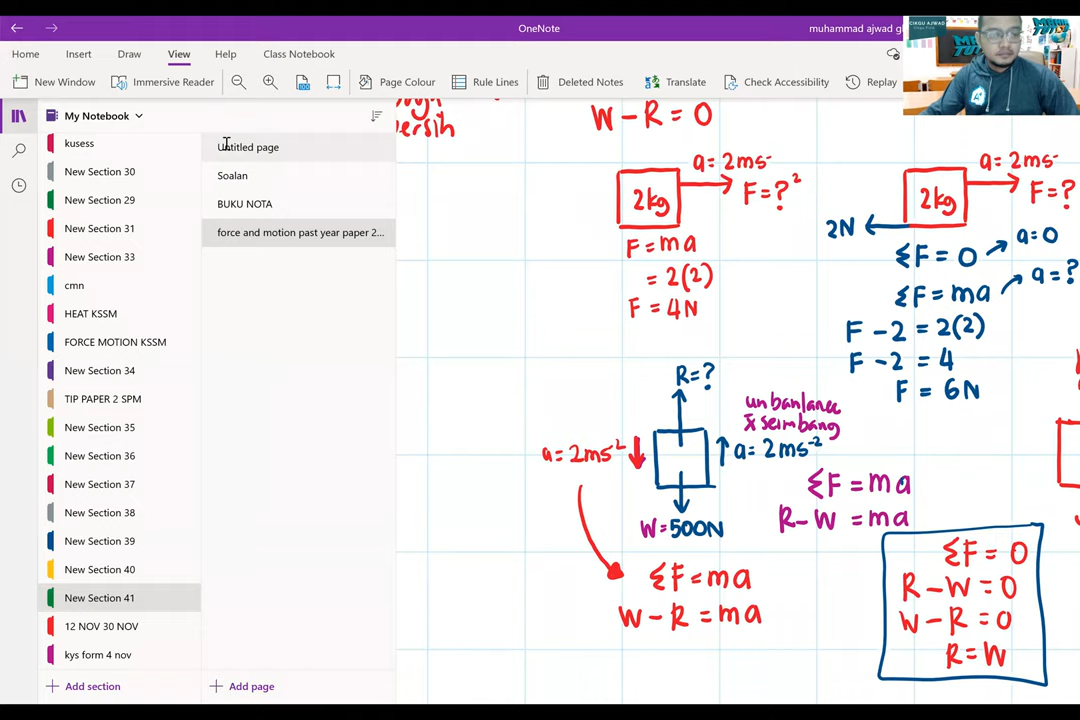 OneNote
muhammad ajwad
CIKGU AJWAD
Home Insert Draw View Help Class Notebook
New Window Immersive Reader Page Colour Rule Lines Deleted Notes Translate Check Accessibility Replay
My Notebook
kusess
New Section 30
New Section 29
New Section 31
New Section 33
cmn
HEAT KSSM
FORCE MOTION KSSM
New Section 34
TIP PAPER 2 SPM
New Section 35
New Section 36
New Section 37
New Section 38
New Section 39
New Section 40
New Section 41
12 NOV 30 NOV
kys form 4 nov
Add section
Untitled page
Soalan
BUKU NOTA
force and motion past year paper 2...
Add page
ersih
W - R = 0
2kg
a = 2ms-
F = ? 2
F = ma
= 2(2)
F = 4N
2kg
a = 2ms-
F = ?
2N
ΣF = 0 a = 0
ΣF = ma a = ?
F - 2 = 2(2)
F - 2 = 4
F = 6N
R = ?
a = 2ms-2
a = 2ms-2
W = 500N
unbanlance
x seimbang
ΣF = ma
R - W = ma
ΣF = ma
W - R = ma
ΣF = 0
R - W = 0
W - R = 0
R = W